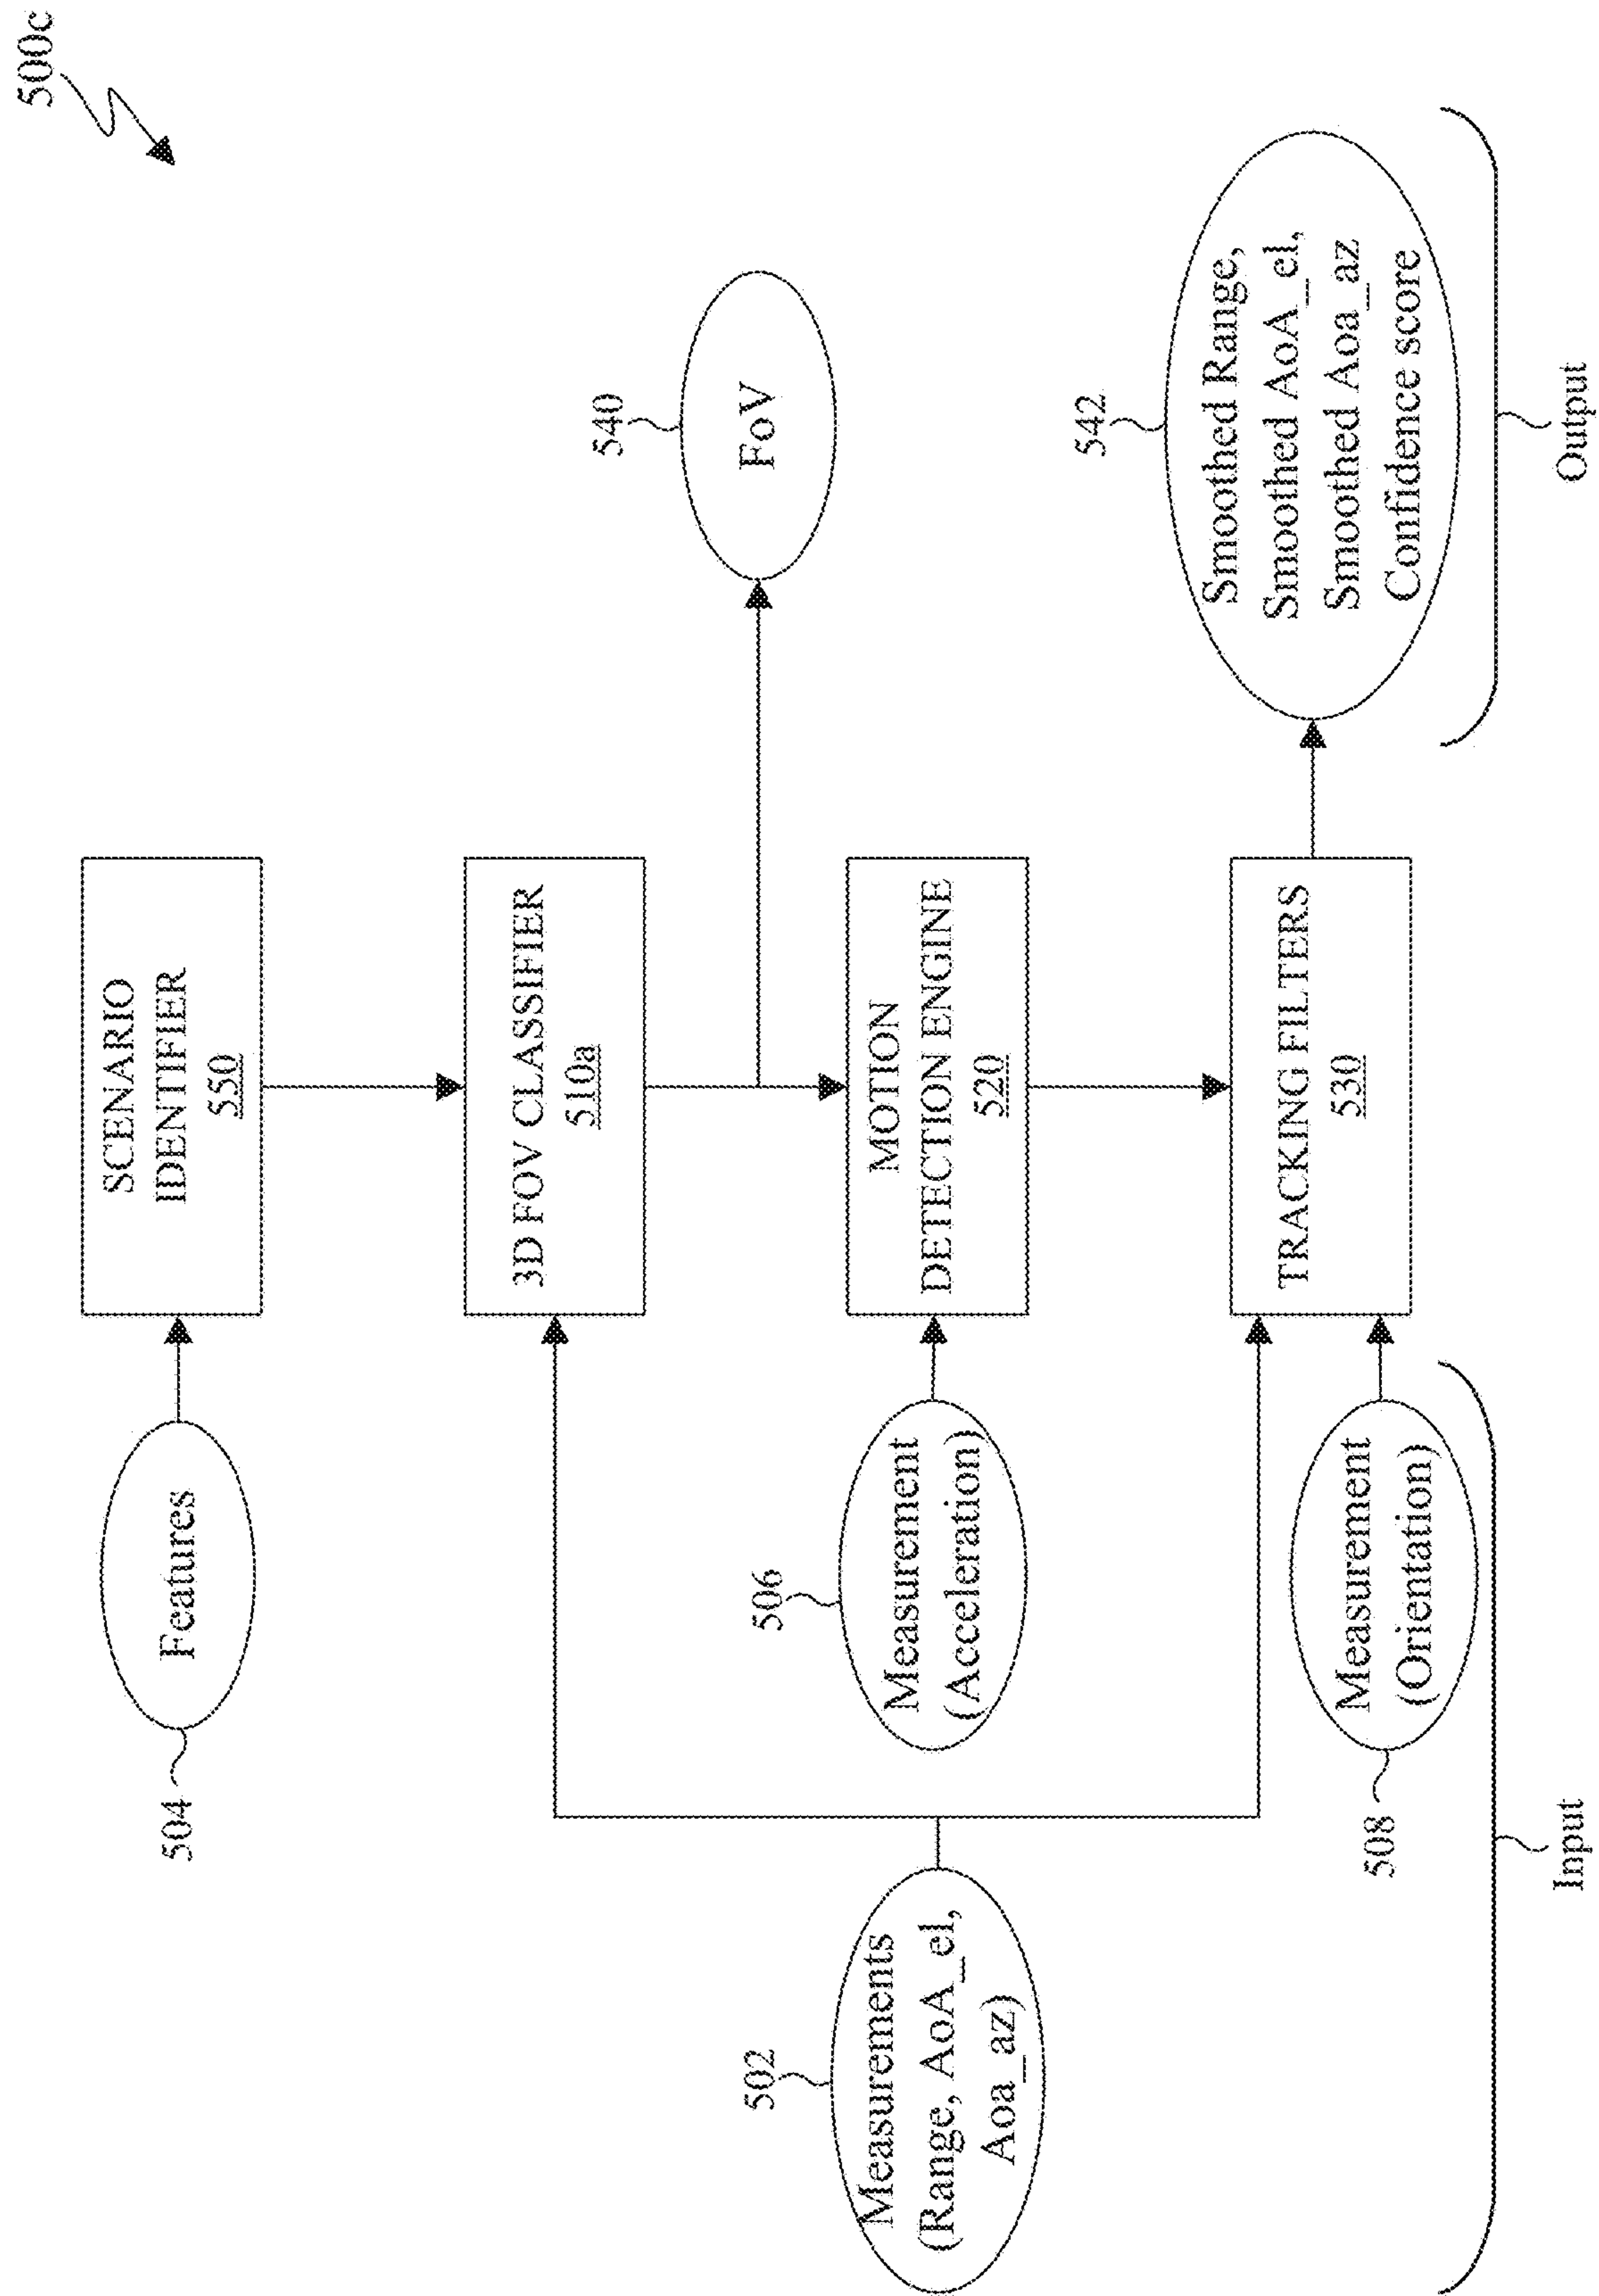 500c
504
Features
SCENARIO
IDENTIFIER
550
3D FOV CLASSIFIER
510a
540
FoV
502
Measurements
(Range, AoA_el,
Aoa_az)
506
Measurement
(Acceleration)
MOTION
DETECTION ENGINE
520
508
Measurement
(Orientation)
TRACKING FILTERS
530
542
Smoothed Range,
Smoothed AoA_el,
Smoothed Aoa_az
Confidence score
Input
Output